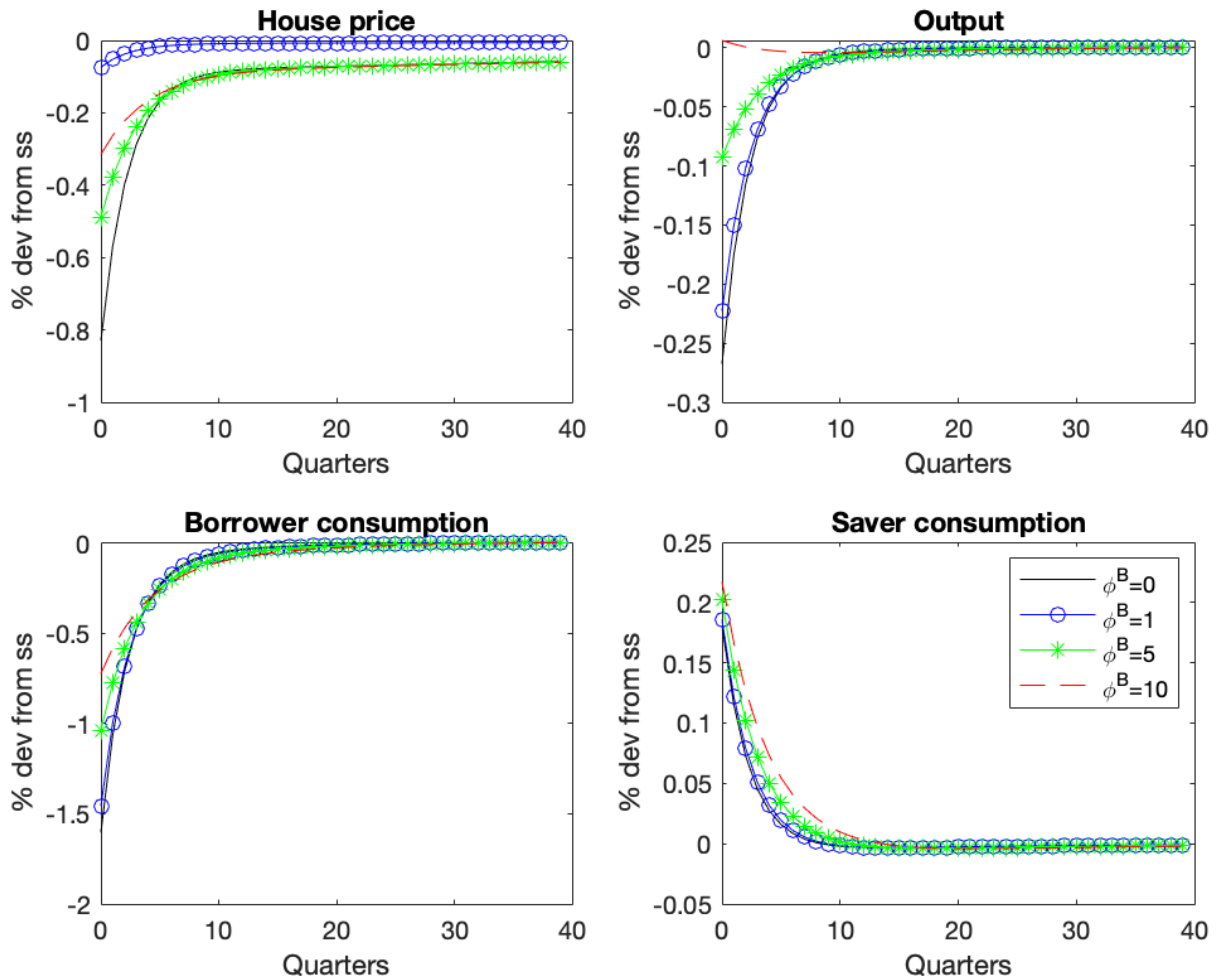 House price
0
-0.2
-0.4
-0.6
-0.8
-1
% dev from ss
0 10 20 30 40
Quarters
Output
0
-0.05
-0.1
-0.15
-0.2
-0.25
-0.3
% dev from ss
0 10 20 30 40
Quarters
Borrower consumption
0
-0.5
-1
-1.5
-2
% dev from ss
0 10 20 30 40
Quarters
Saver consumption
0.25
0.2
0.15
0.1
0.05
0
-0.05
% dev from ss
0 10 20 30 40
Quarters
ϕᴮ=0
ϕᴮ=1
ϕᴮ=5
ϕᴮ=10